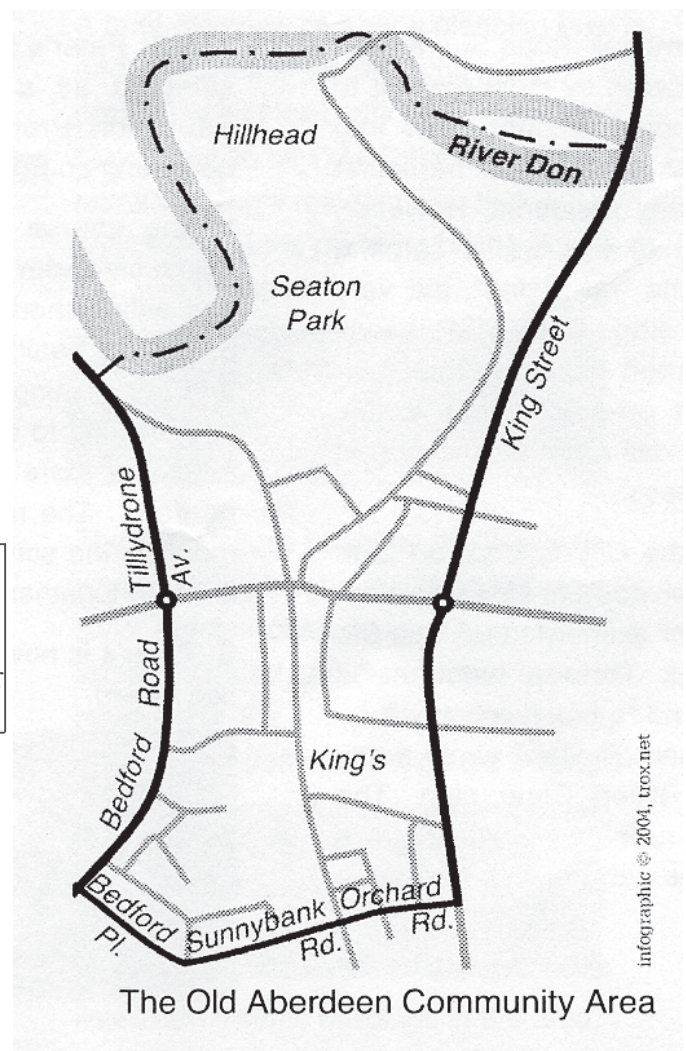 Hillhead
River Don
Seaton
Park
King Street
Tilllydrone
Av.
Road
Bedford
King's
Bedford
Pl.
Sunnybank
Rd.
Orchard
Rd.
infographic © 2004, trox.net
The Old Aberdeen Community Area